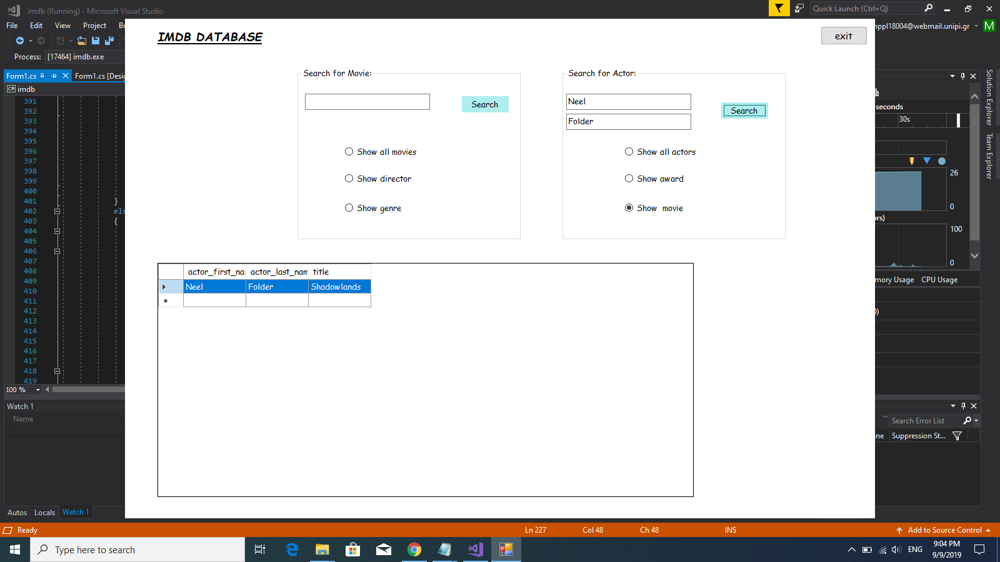 imdb (Running) - Microsoft Visual Studio
Quick Launch (Ctrl+Q)
File Edit View Project Bu
nppl18004@webmail.unipi.gr M
Process: [17464] imdb.exe
Form1.cs Form1.cs [Desig
C# imdb
391
392
393
394
395
396
397
398
399
400
401 }
402 els
403 {
404
405
406
407
408
409
410
411
412
413
414
415
416
417
418
419
100 %
Watch 1
Name
Autos Locals Watch 1
IMDB DATABASE
exit
Search for Movie:
Search
Show all movies
Show director
Show genre
Search for Actor:
Neel
Folder
Search
Show all actors
Show award
Show movie
actor_first_na actor_last_nam title
Neel Folder Shadowlands
Solution Explorer
Team Explorer
seconds
30s
26
0
ors)
100
0
mory Usage CPU Usage
0)
Search Error List
ine Suppression St...
Ready
Ln 227 Col 48 Ch 48 INS
Add to Source Control
Type here to search
ENG
9:04 PM
9/9/2019